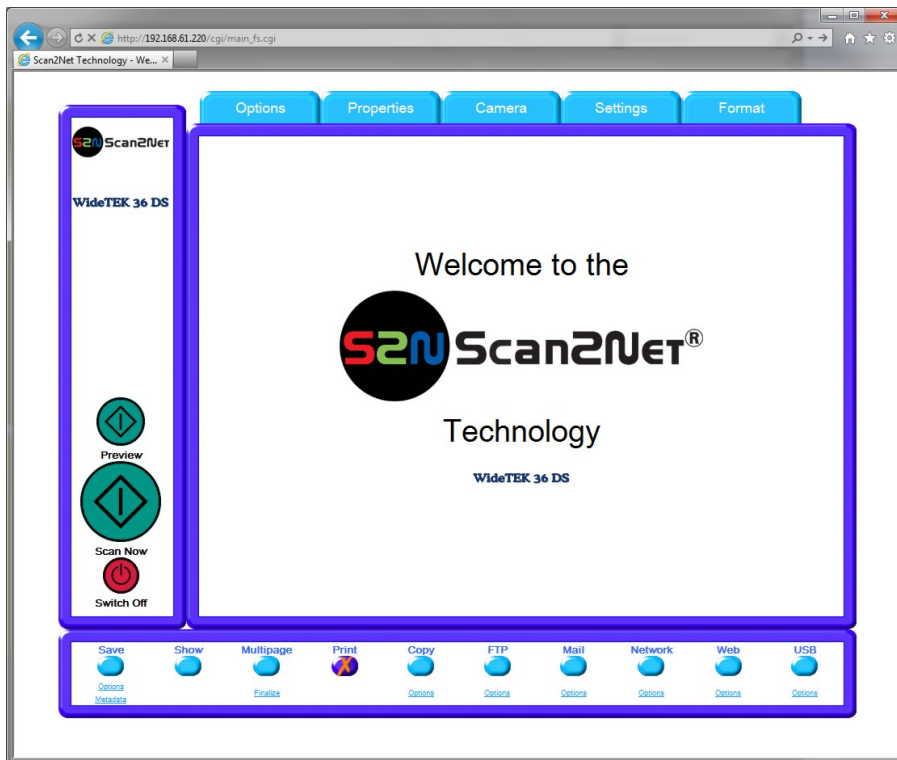 http://192.168.61.220/cgi/main_fs.cgi
Scan2Net Technology - We...
Options Properties Camera Settings Format
S2N Scan2Net
WideTEK 36 DS
Welcome to the
S2N Scan2Net®
Technology
WideTEK 36 DS
Preview
Scan Now
Switch Off
Save Show Multipage Print Copy FTP Mail Network Web USB
X
Options Finalize Options Options Options Options Options Options
Metadata